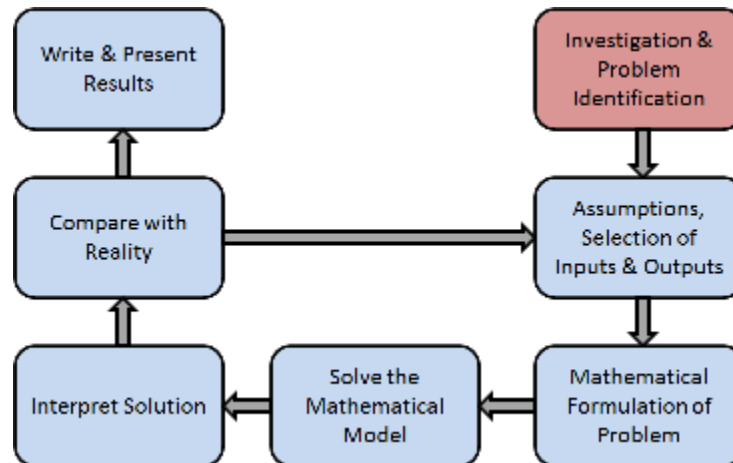 Write & Present
Results
Investigation &
Problem
Identification
Compare with
Reality
Assumptions,
Selection of
Inputs & Outputs
Interpret Solution
Solve the
Mathematical
Model
Mathematical
Formulation of
Problem